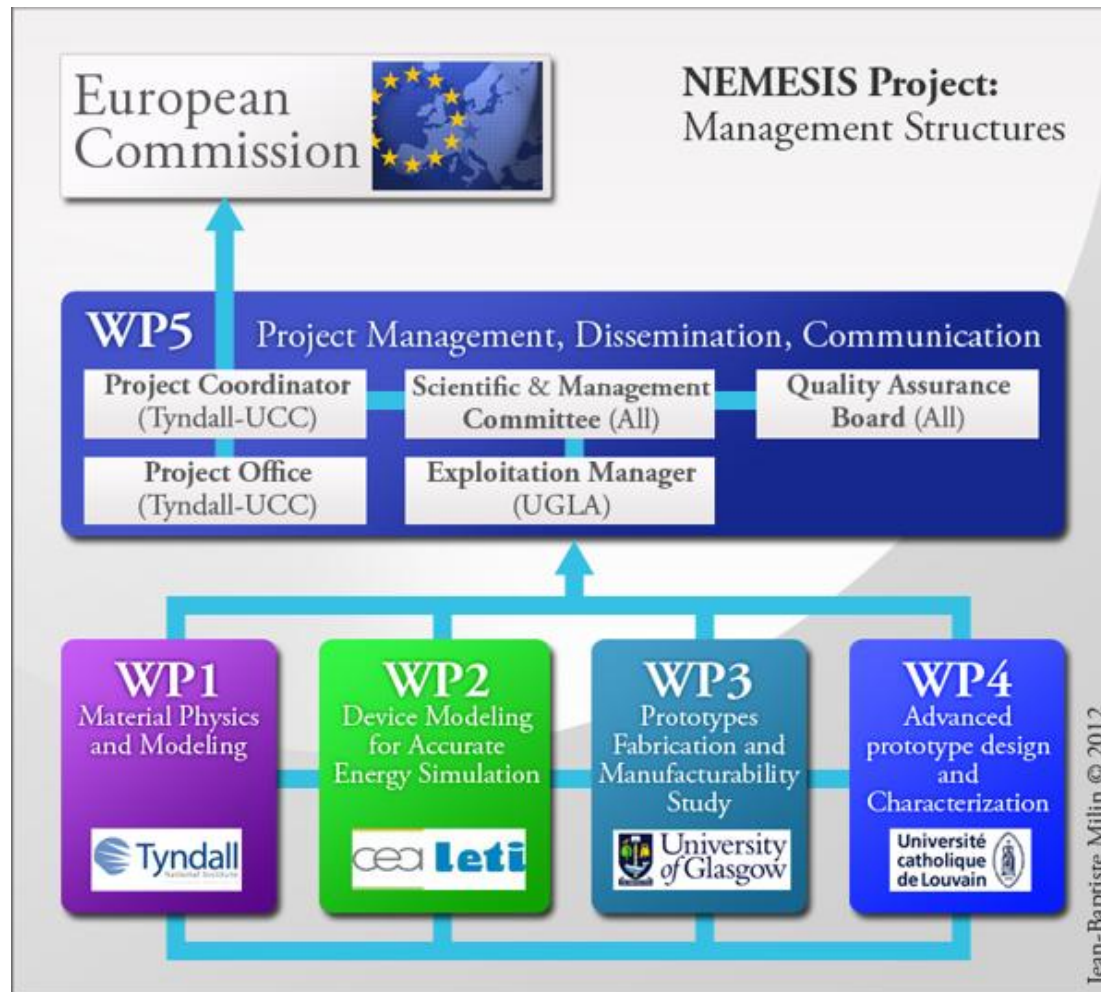 European
Commission
NEMESIS Project:
Management Structures
WP5 Project Management, Dissemination, Communication
Project Coordinator
(Tyndall-UCC)
Scientific & Management
Committee (All)
Quality Assurance
Board (All)
Project Office
(Tyndall-UCC)
Exploitation Manager
(UGLA)
WP1
Material Physics
and Modeling
Tyndall
National Institute
WP2
Device Modeling
for Accurate
Energy Simulation
cea leti
WP3
Prototypes
Fabrication and
Manufacturability
Study
University
of Glasgow
WP4
Advanced
prototype design
and
Characterization
Université
catholique
de Louvain
Jean-Baptiste Milin © 2012